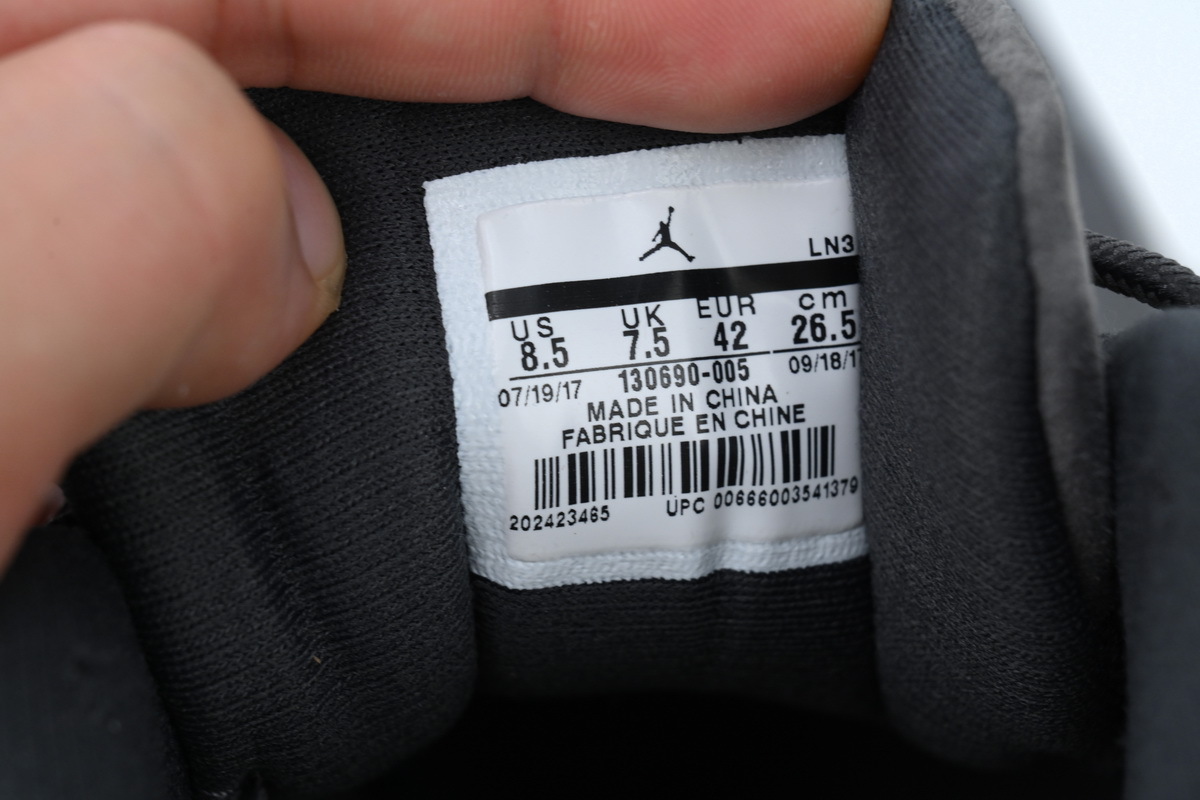 LN3
US UK EUR cm
8.5 7.5 42 26.5
07/19/17 130690-005 09/18/1
MADE IN CHINA
FABRIQUE EN CHINE
202423465 UPC 00666003541379